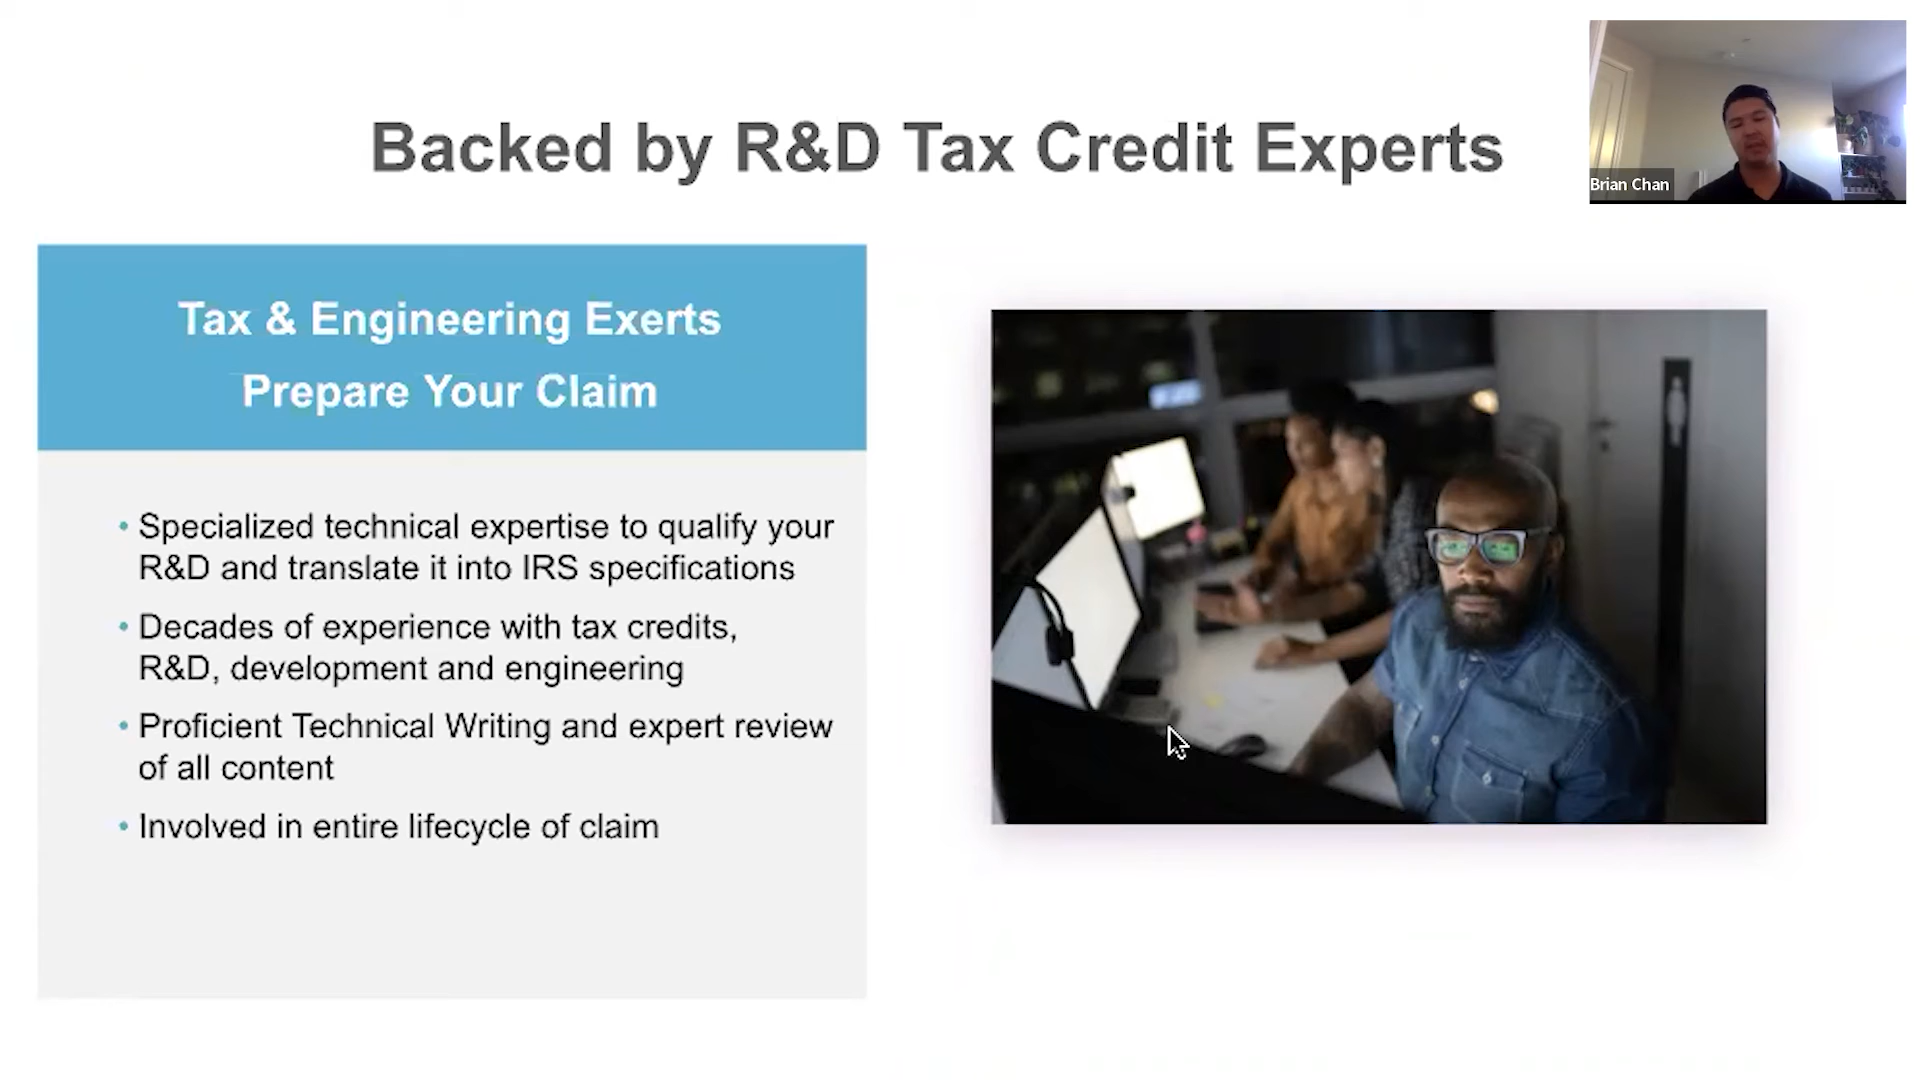 Backed by R&D Tax Credit Experts
Brian Chan
Tax & Engineering Exerts
Prepare Your Claim
• Specialized technical expertise to qualify your
R&D and translate it into IRS specifications
• Decades of experience with tax credits,
R&D, development and engineering
• Proficient Technical Writing and expert review
of all content
• Involved in entire lifecycle of claim